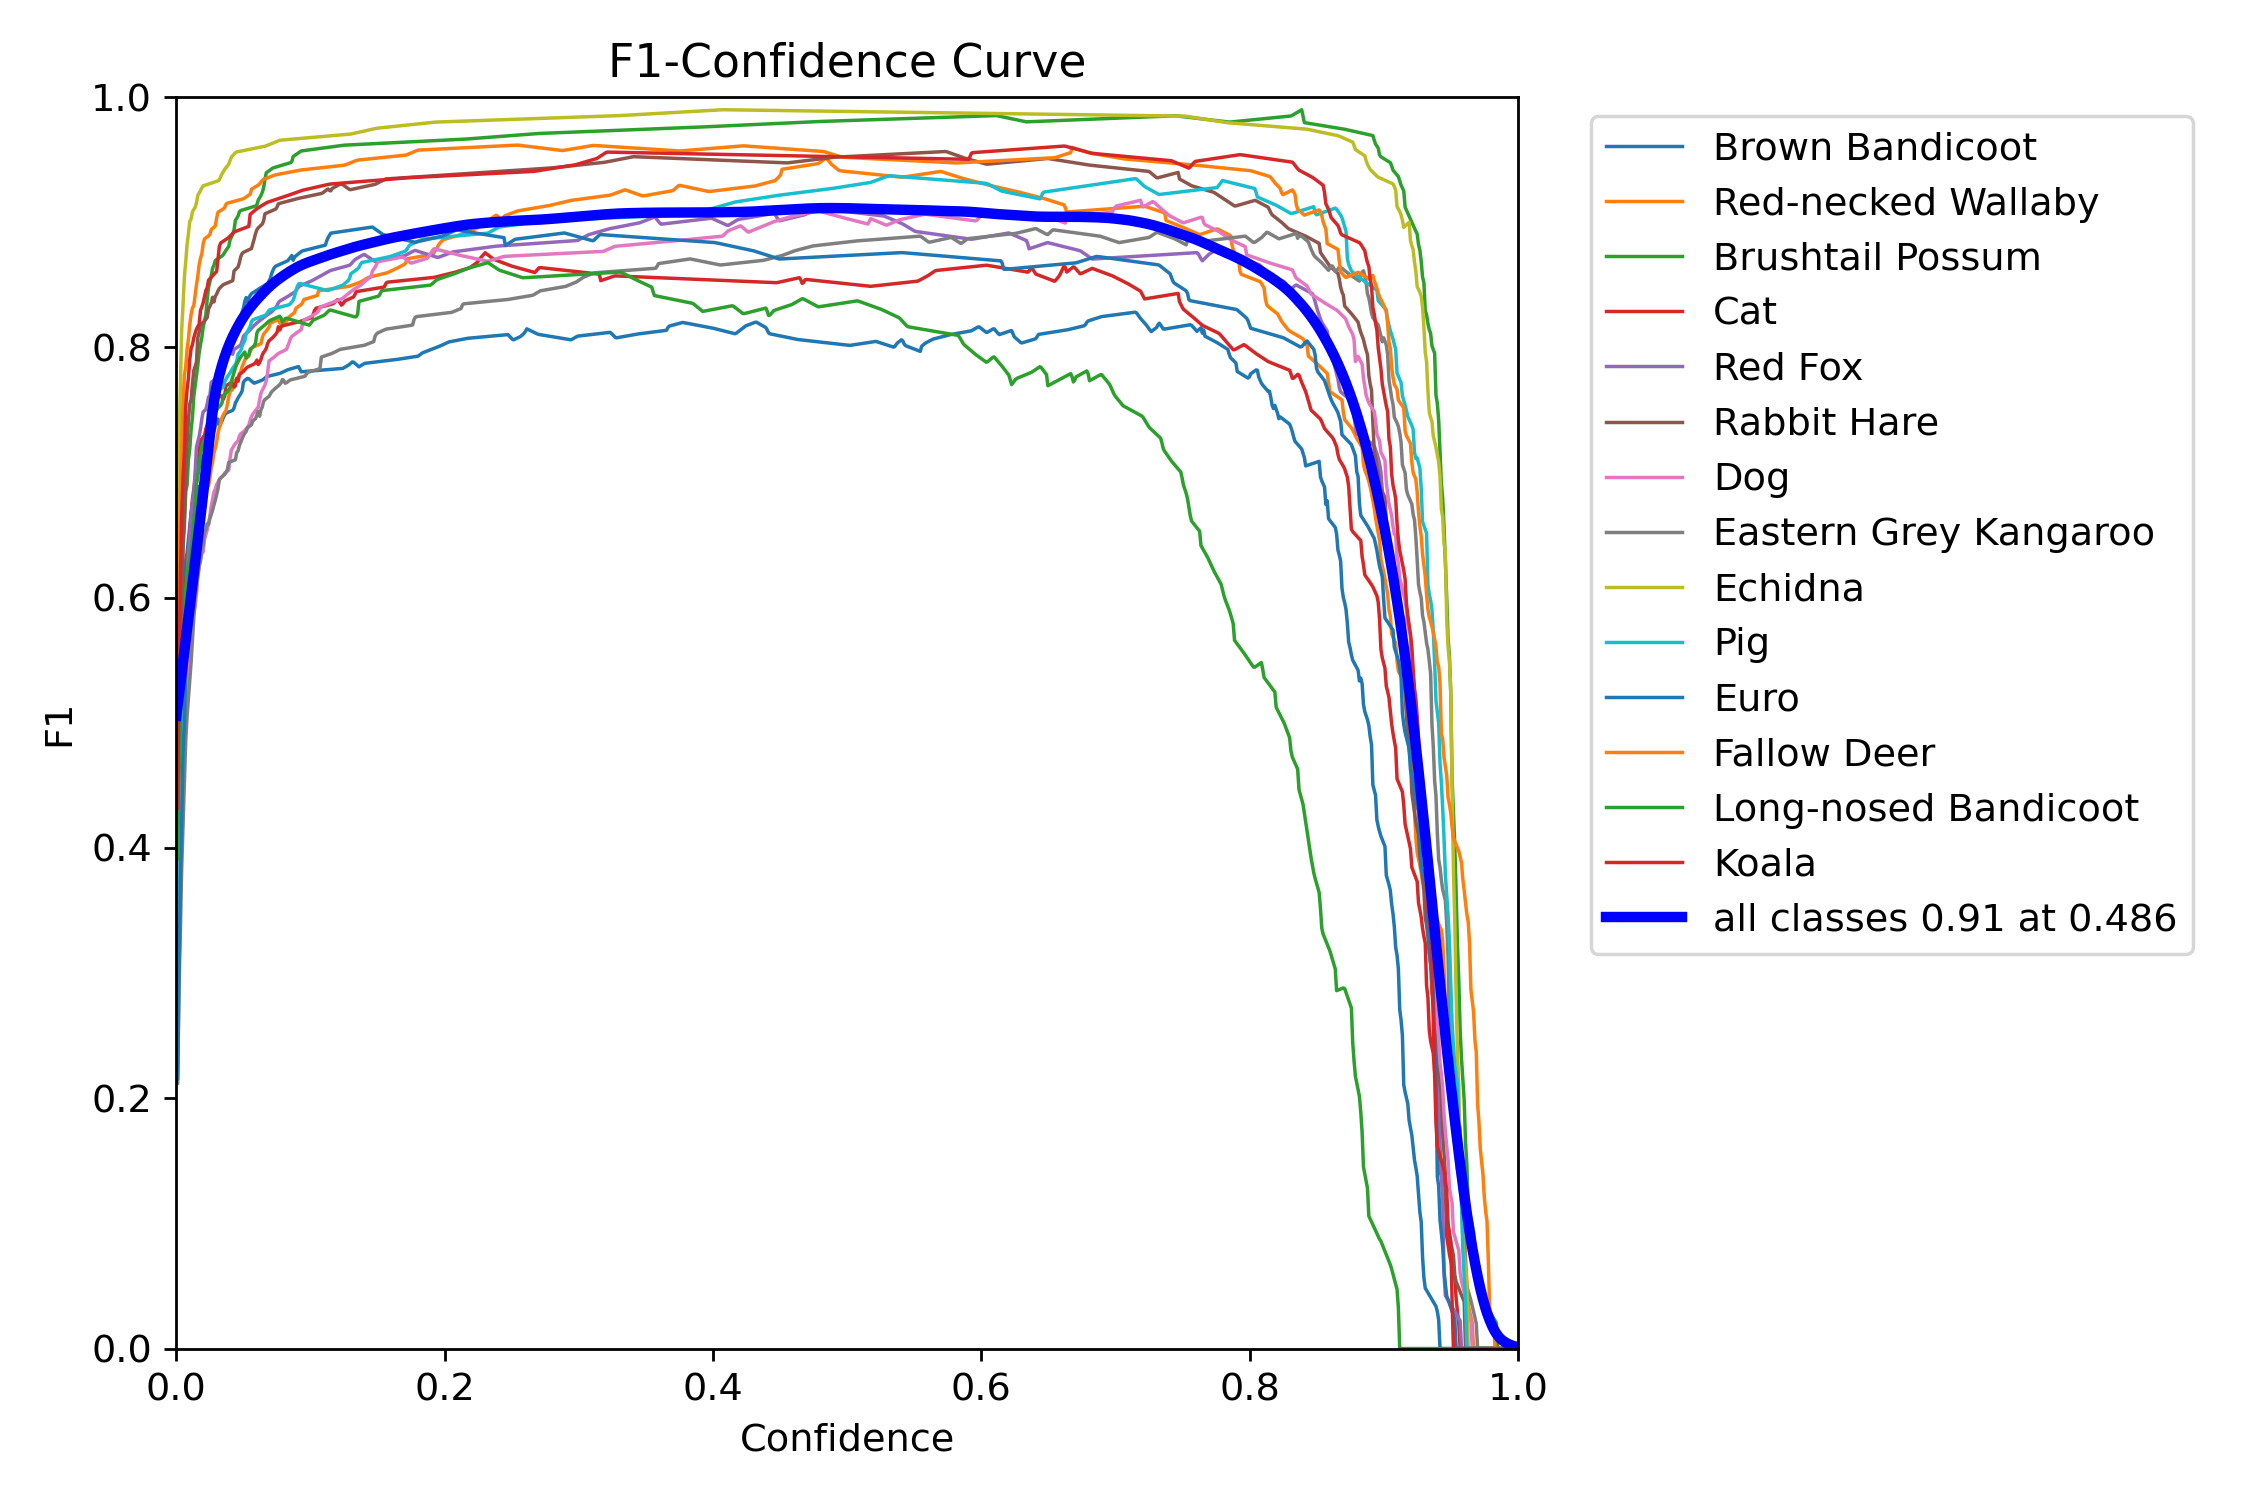 F1-Confidence Curve
1.0
0.8
0.6
0.4
0.2
0.0
F1
0.0 0.2 0.4 0.6 0.8 1.0
Confidence
Brown Bandicoot
Red-necked Wallaby
Brushtail Possum
Cat
Red Fox
Rabbit Hare
Dog
Eastern Grey Kangaroo
Echidna
Pig
Euro
Fallow Deer
Long-nosed Bandicoot
Koala
all classes 0.91 at 0.486